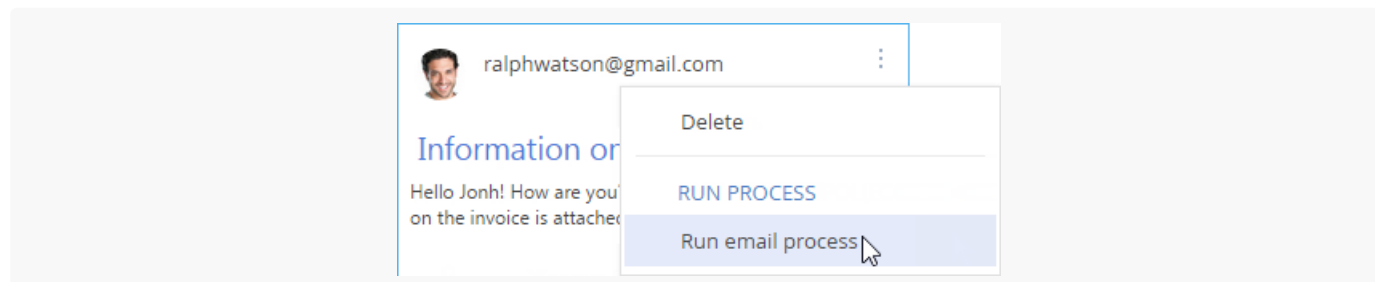 ralphwatson@gmail.com
Delete
Information or
Hello Jonh! How are you
RUN PROCESS
on the invoice is attached
Run email process